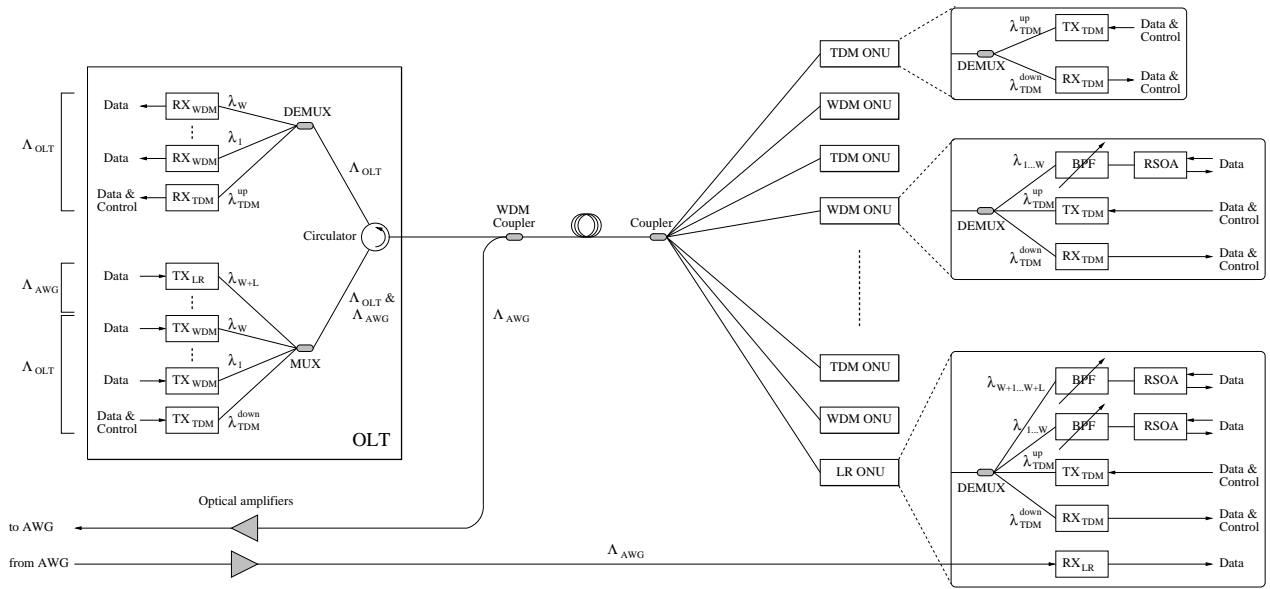 Λ OLT
Data
RX WDM
λ W
DEMUX
Data
RX WDM
λ 1
Λ OLT
Data & Control
RX TDM
λ up TDM
Circulator
Λ AWG
Data
TX LR
λ W+L
Λ OLT & Λ AWG
Λ OLT
Data
TX WDM
λ W
Data
TX WDM
λ 1
MUX
Data & Control
TX TDM
λ down TDM
OLT
WDM Coupler
Coupler
Λ AWG
Optical amplifiers
to AWG
from AWG
Λ AWG
TDM ONU
WDM ONU
TDM ONU
WDM ONU
TDM ONU
WDM ONU
LR ONU
DEMUX
λ up TDM
TX TDM
Data & Control
λ down TDM
RX TDM
Data & Control
DEMUX
λ 1...W
BPF
RSOA
Data
λ up TDM
TX TDM
Data & Control
λ down TDM
RX TDM
Data & Control
DEMUX
λ W+1...W+L
BPF
RSOA
Data
λ 1...W
BPF
RSOA
Data
λ up TDM
TX TDM
Data & Control
λ down TDM
RX TDM
Data & Control
RX LR
Data